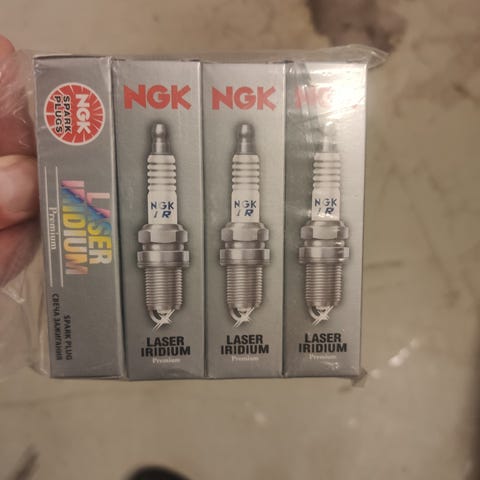 NGK
SPARK
PLUGS
LASER
IRIDIUM
Premium
SPARK PLUG
СВЕЧА ЗАЖИГАНИЯ
NGK
NGK
IR
LASER
IRIDIUM
Premium
NGK
NGK
IR
LASER
IRIDIUM
Premium
NGK
NGK
IR
LASER
IRIDIUM
Premium